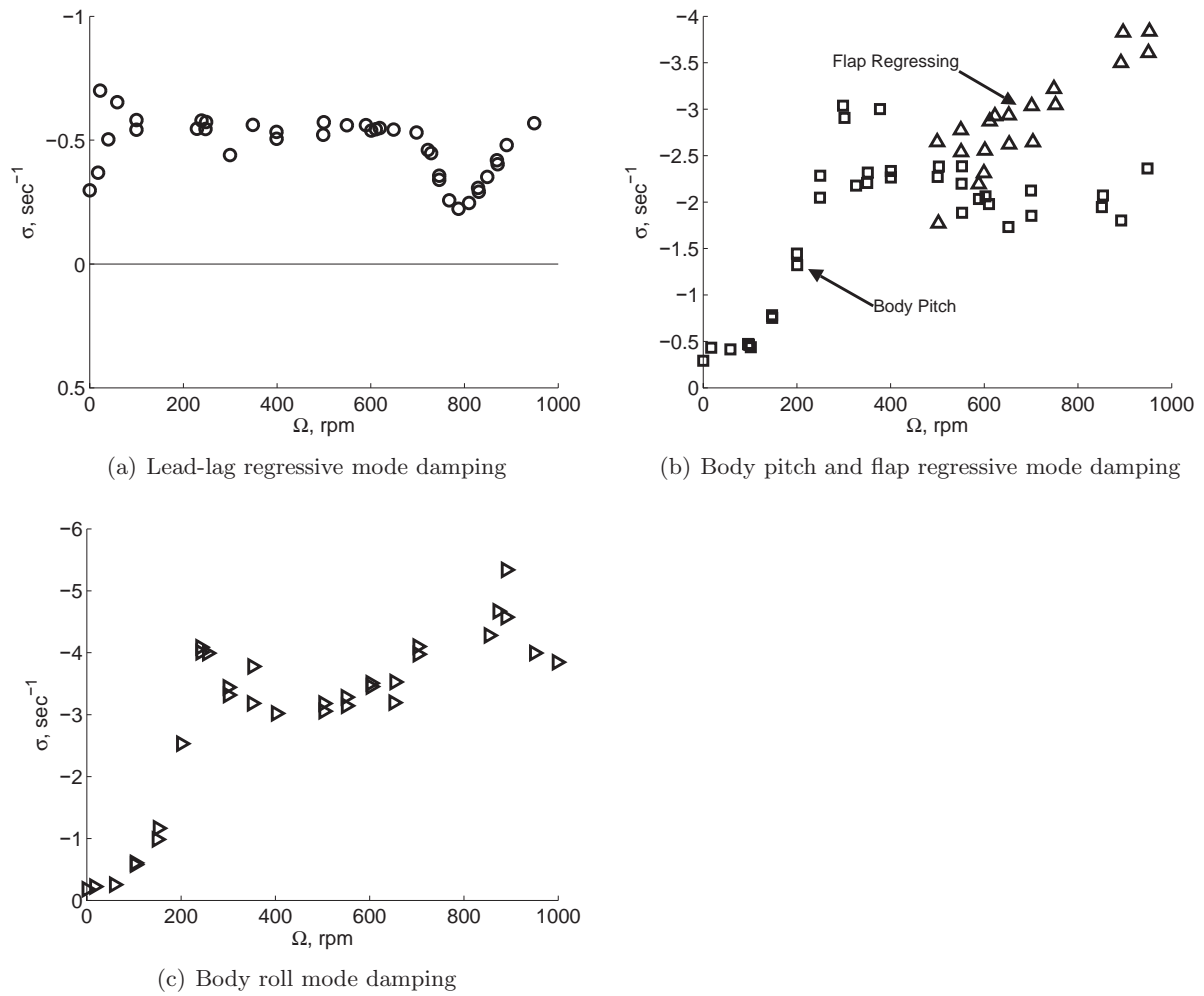 −1
−0.5
0
0.5
0 200 400 600 800 1000
σ, sec−1
Ω, rpm
(a) Lead-lag regressive mode damping
−4
−3.5
−3
−2.5
−2
−1.5
−1
−0.5
0
0 200 400 600 800 1000
σ, sec−1
Flap Regressing
Body Pitch
Ω, rpm
(b) Body pitch and flap regressive mode damping
−6
−5
−4
−3
−2
−1
0
0 200 400 600 800 1000
σ, sec−1
Ω, rpm
(c) Body roll mode damping